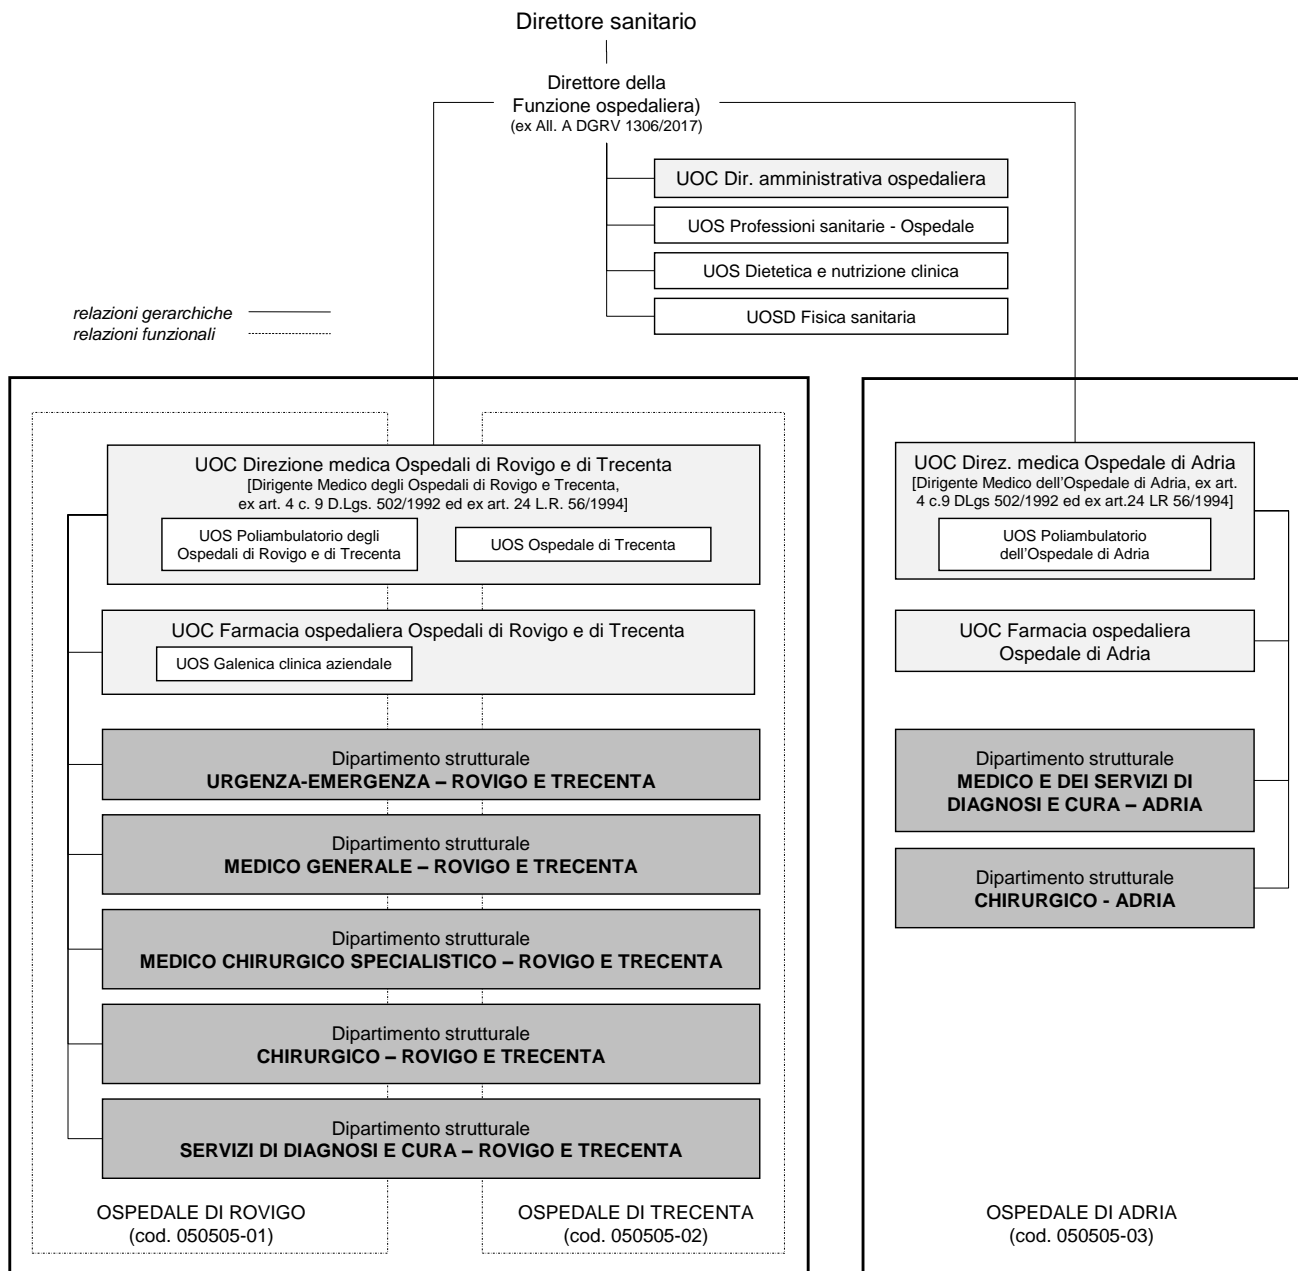 Direttore sanitario
Direttore della
Funzione ospedaliera)
(ex All. A DGRV 1306/2017)
UOC Dir. amministrativa ospedaliera
UOS Professioni sanitarie - Ospedale
UOS Dietetica e nutrizione clinica
UOSD Fisica sanitaria
relazioni gerarchiche
relazioni funzionali
UOC Direzione medica Ospedali di Rovigo e di Trecenta
[Dirigente Medico degli Ospedali di Rovigo e Trecenta,
ex art. 4 c. 9 D.Lgs. 502/1992 ed ex art. 24 L.R. 56/1994]
UOS Poliambulatorio degli
Ospedali di Rovigo e di Trecenta
UOS Ospedale di Trecenta
UOC Farmacia ospedaliera Ospedali di Rovigo e di Trecenta
UOS Galenica clinica aziendale
Dipartimento strutturale
URGENZA-EMERGENZA – ROVIGO E TRECENTA
Dipartimento strutturale
MEDICO GENERALE – ROVIGO E TRECENTA
Dipartimento strutturale
MEDICO CHIRURGICO SPECIALISTICO – ROVIGO E TRECENTA
Dipartimento strutturale
CHIRURGICO – ROVIGO E TRECENTA
Dipartimento strutturale
SERVIZI DI DIAGNOSI E CURA – ROVIGO E TRECENTA
OSPEDALE DI ROVIGO
(cod. 050505-01)
OSPEDALE DI TRECENTA
(cod. 050505-02)
UOC Direz. medica Ospedale di Adria
[Dirigente Medico dell’Ospedale di Adria, ex art.
4 c.9 DLgs 502/1992 ed ex art.24 LR 56/1994]
UOS Poliambulatorio
dell’Ospedale di Adria
UOC Farmacia ospedaliera
Ospedale di Adria
Dipartimento strutturale
MEDICO E DEI SERVIZI DI
DIAGNOSI E CURA – ADRIA
Dipartimento strutturale
CHIRURGICO - ADRIA
OSPEDALE DI ADRIA
(cod. 050505-03)